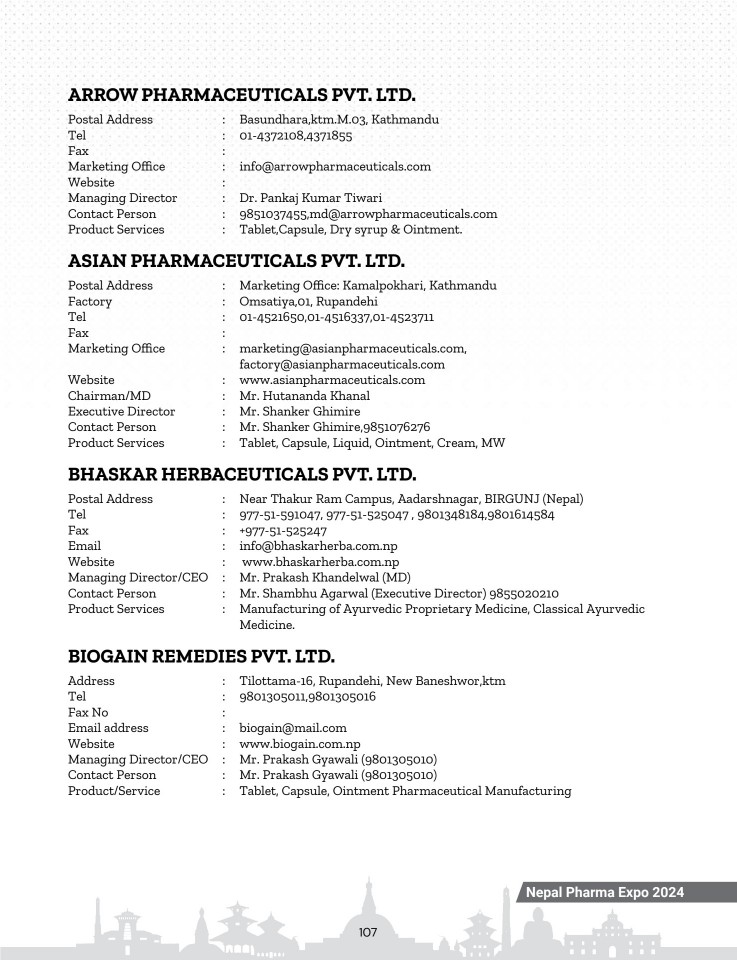 ARROW PHARMACEUTICALS PVT. LTD.
Postal Address : Basundhara,ktm.M.03, Kathmandu
Tel : 01-4372108,4371855
Fax :
Marketing Office : info@arrowpharmaceuticals.com
Website :
Managing Director : Dr. Pankaj Kumar Tiwari
Contact Person : 9851037455,md@arrowpharmaceuticals.com
Product Services : Tablet,Capsule, Dry syrup & Ointment.
ASIAN PHARMACEUTICALS PVT. LTD.
Postal Address : Marketing Office: Kamalpokhari, Kathmandu
Factory : Omsatiya,01, Rupandehi
Tel : 01-4521650,01-4516337,01-4523711
Fax :
Marketing Office : marketing@asianpharmaceuticals.com,
factory@asianpharmaceuticals.com
Website : www.asianpharmaceuticals.com
Chairman/MD : Mr. Hutananda Khanal
Executive Director : Mr. Shanker Ghimire
Contact Person : Mr. Shanker Ghimire,9851076276
Product Services : Tablet, Capsule, Liquid, Ointment, Cream, MW
BHASKAR HERBACEUTICALS PVT. LTD.
Postal Address : Near Thakur Ram Campus, Aadarshnagar, BIRGUNJ (Nepal)
Tel : 977-51-591047, 977-51-525047 , 9801348184,9801614584
Fax : +977-51-525247
Email : info@bhaskarherba.com.np
Website : www.bhaskarherba.com.np
Managing Director/CEO : Mr. Prakash Khandelwal (MD)
Contact Person : Mr. Shambhu Agarwal (Executive Director) 9855020210
Product Services : Manufacturing of Ayurvedic Proprietary Medicine, Classical Ayurvedic
Medicine.
BIOGAIN REMEDIES PVT. LTD.
Address : Tilottama-16, Rupandehi, New Baneshwor,ktm
Tel : 9801305011,9801305016
Fax No :
Email address : biogain@mail.com
Website : www.biogain.com.np
Managing Director/CEO : Mr. Prakash Gyawali (9801305010)
Contact Person : Mr. Prakash Gyawali (9801305010)
Product/Service : Tablet, Capsule, Ointment Pharmaceutical Manufacturing
Nepal Pharma Expo 2024
107